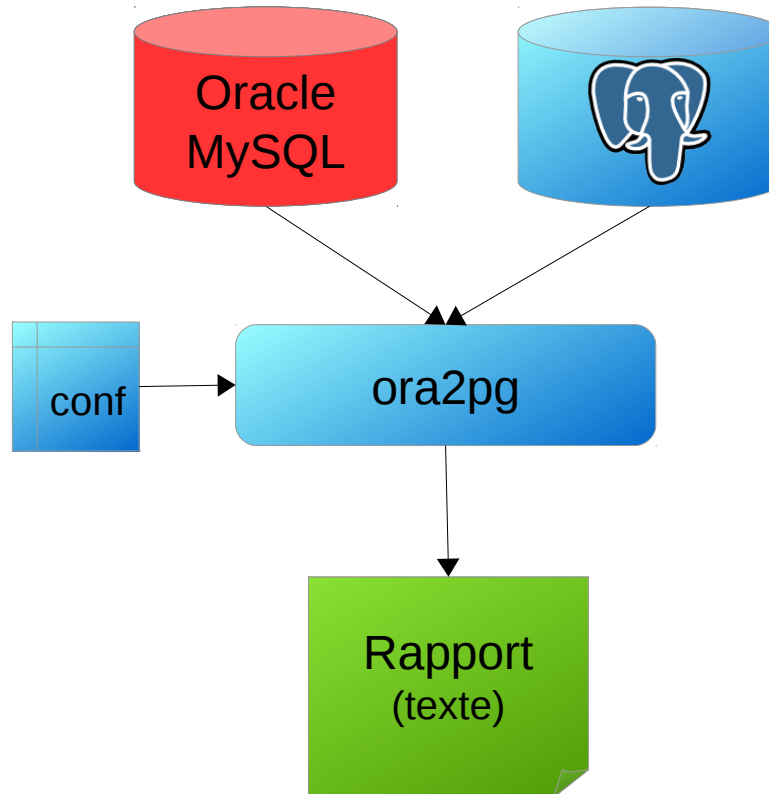 Oracle
MySQL
conf
ora2pg
Rapport
(texte)